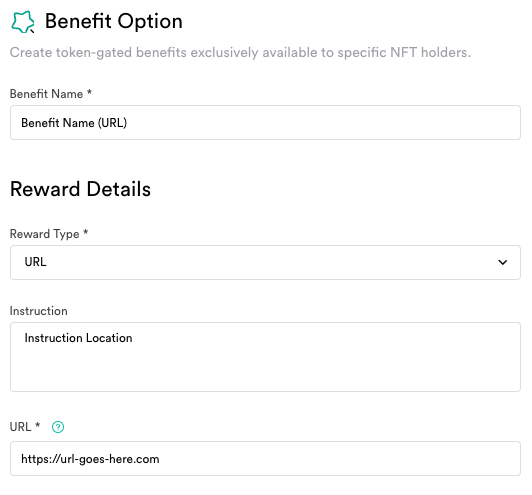 Benefit Option
Create token-gated benefits exclusively available to specific NFT holders.
Benefit Name *
Benefit Name (URL)
Reward Details
Reward Type *
URL
Instruction
Instruction Location
URL * ?
https://url-goes-here.com